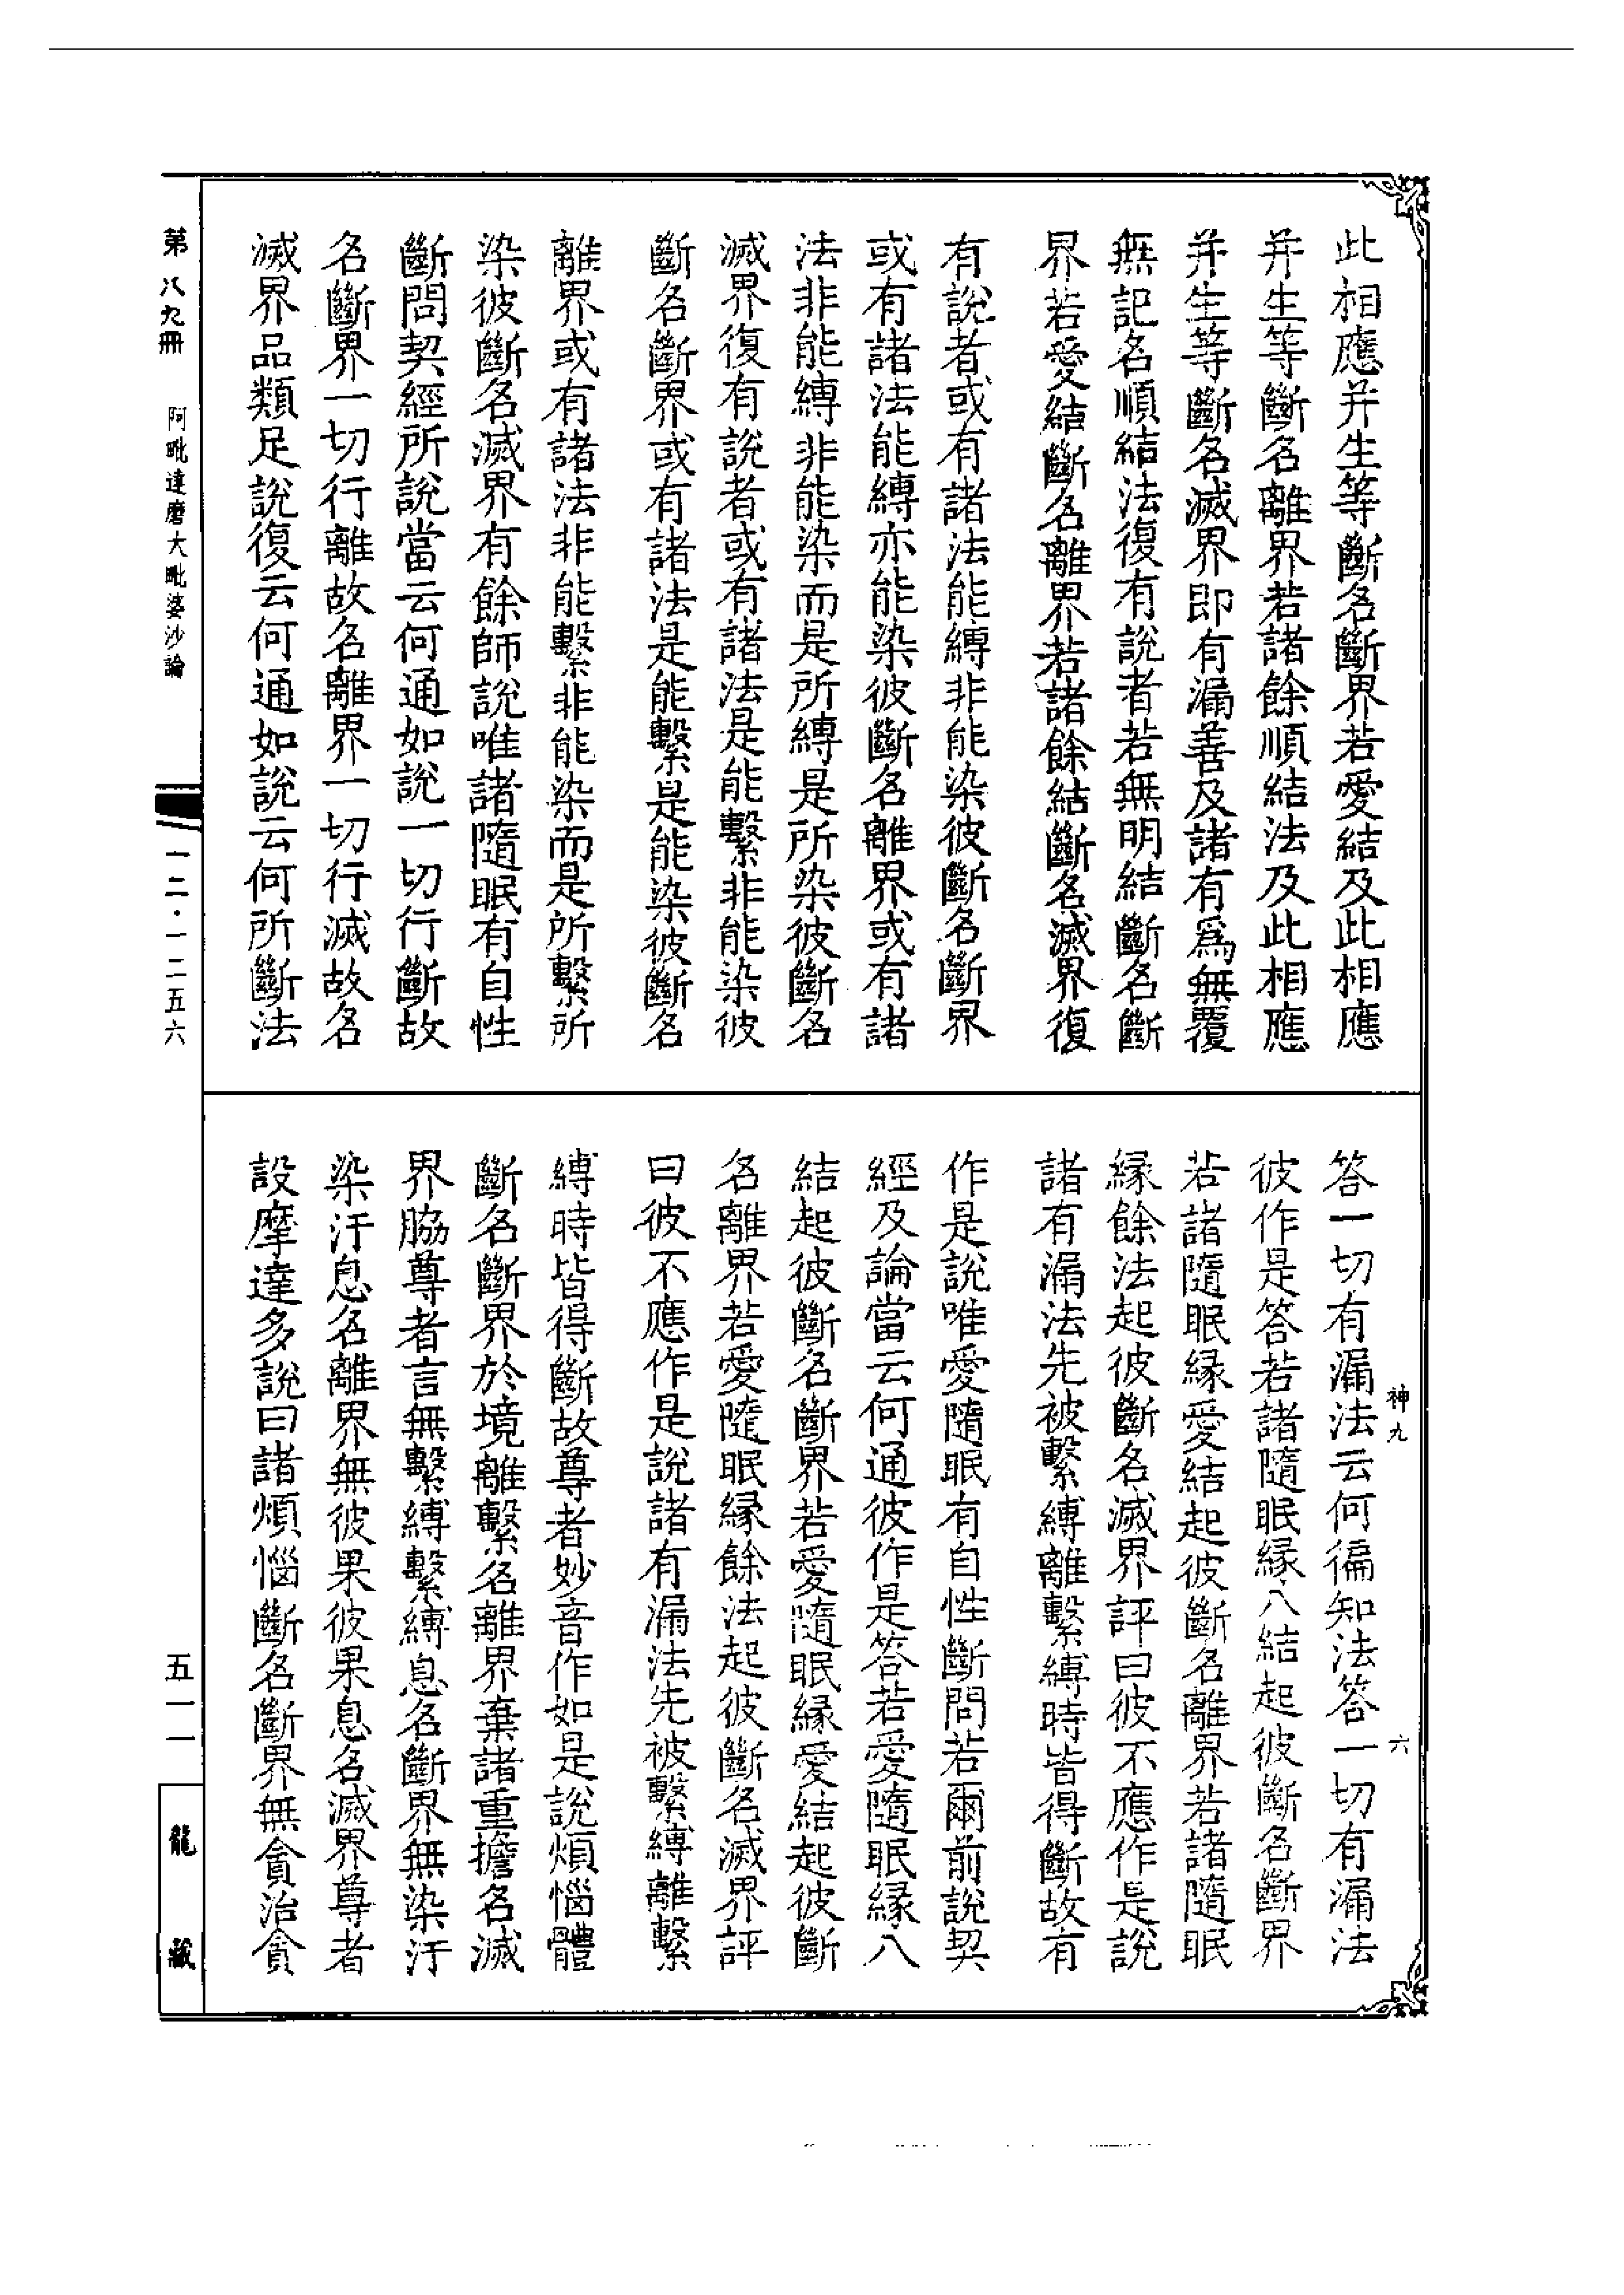 此相應并生等斷名斷界若愛結及此相應
并生等斷名離界若諸餘順結法及此相應
并生等斷名滅界即有漏善及諸有爲無覆
無記名順結法復有說者若無明結斷名斷
界若愛結斷名離界若諸餘結斷名滅界復
有說者或有諸法能縛非能染彼斷名斷界
或有諸法能縛亦能染彼斷名離界或有諸
法非能縛非能染而是所縛是所染彼斷名
滅界復有說者或有諸法是能繫非能染彼
斷名斷界或有諸法是能繫是能染彼斷名
離界或有諸法非能繫非能染而是所繫所
染彼斷名滅界有餘師說唯諸隨眠有自性
斷問契經所說當云何通如說一切行斷故
名斷界一切行離故名離界一切行滅故名
滅界品類足說復云何通如說云何所斷法
答一切有漏法云何徧知法答一切有漏法
彼作是答若諸隨眠緣八結起彼斷名斷界
若諸隨眠緣愛結起彼斷名離界若諸隨眠
緣餘法起彼斷名滅界評曰彼不應作是說
諸有漏法先被繫縛離繫縛時皆得斷故有
作是說唯愛隨眠有自性斷問若爾前說契
經及論當云何通彼作是答若愛隨眠緣八
結起彼斷名斷界若愛隨眠緣愛結起彼斷
名離界若愛隨眠緣餘法起彼斷名滅界評
曰彼不應作是說諸有漏法先被繫縛離繫
縛時皆得斷故尊者妙音作如是說煩惱體
斷名斷界於境離繫名離界棄諸重擔名滅
界脇尊者言無繫縛繫縛息名斷界無染汙
染汙息名離界無彼果彼果息名滅界尊者
設摩達多說曰諸煩惱斷名斷界無貪治貪
神九
六
第八九冊
阿毗達磨大毗婆沙論
一二·一二五六
五一一
龍藏